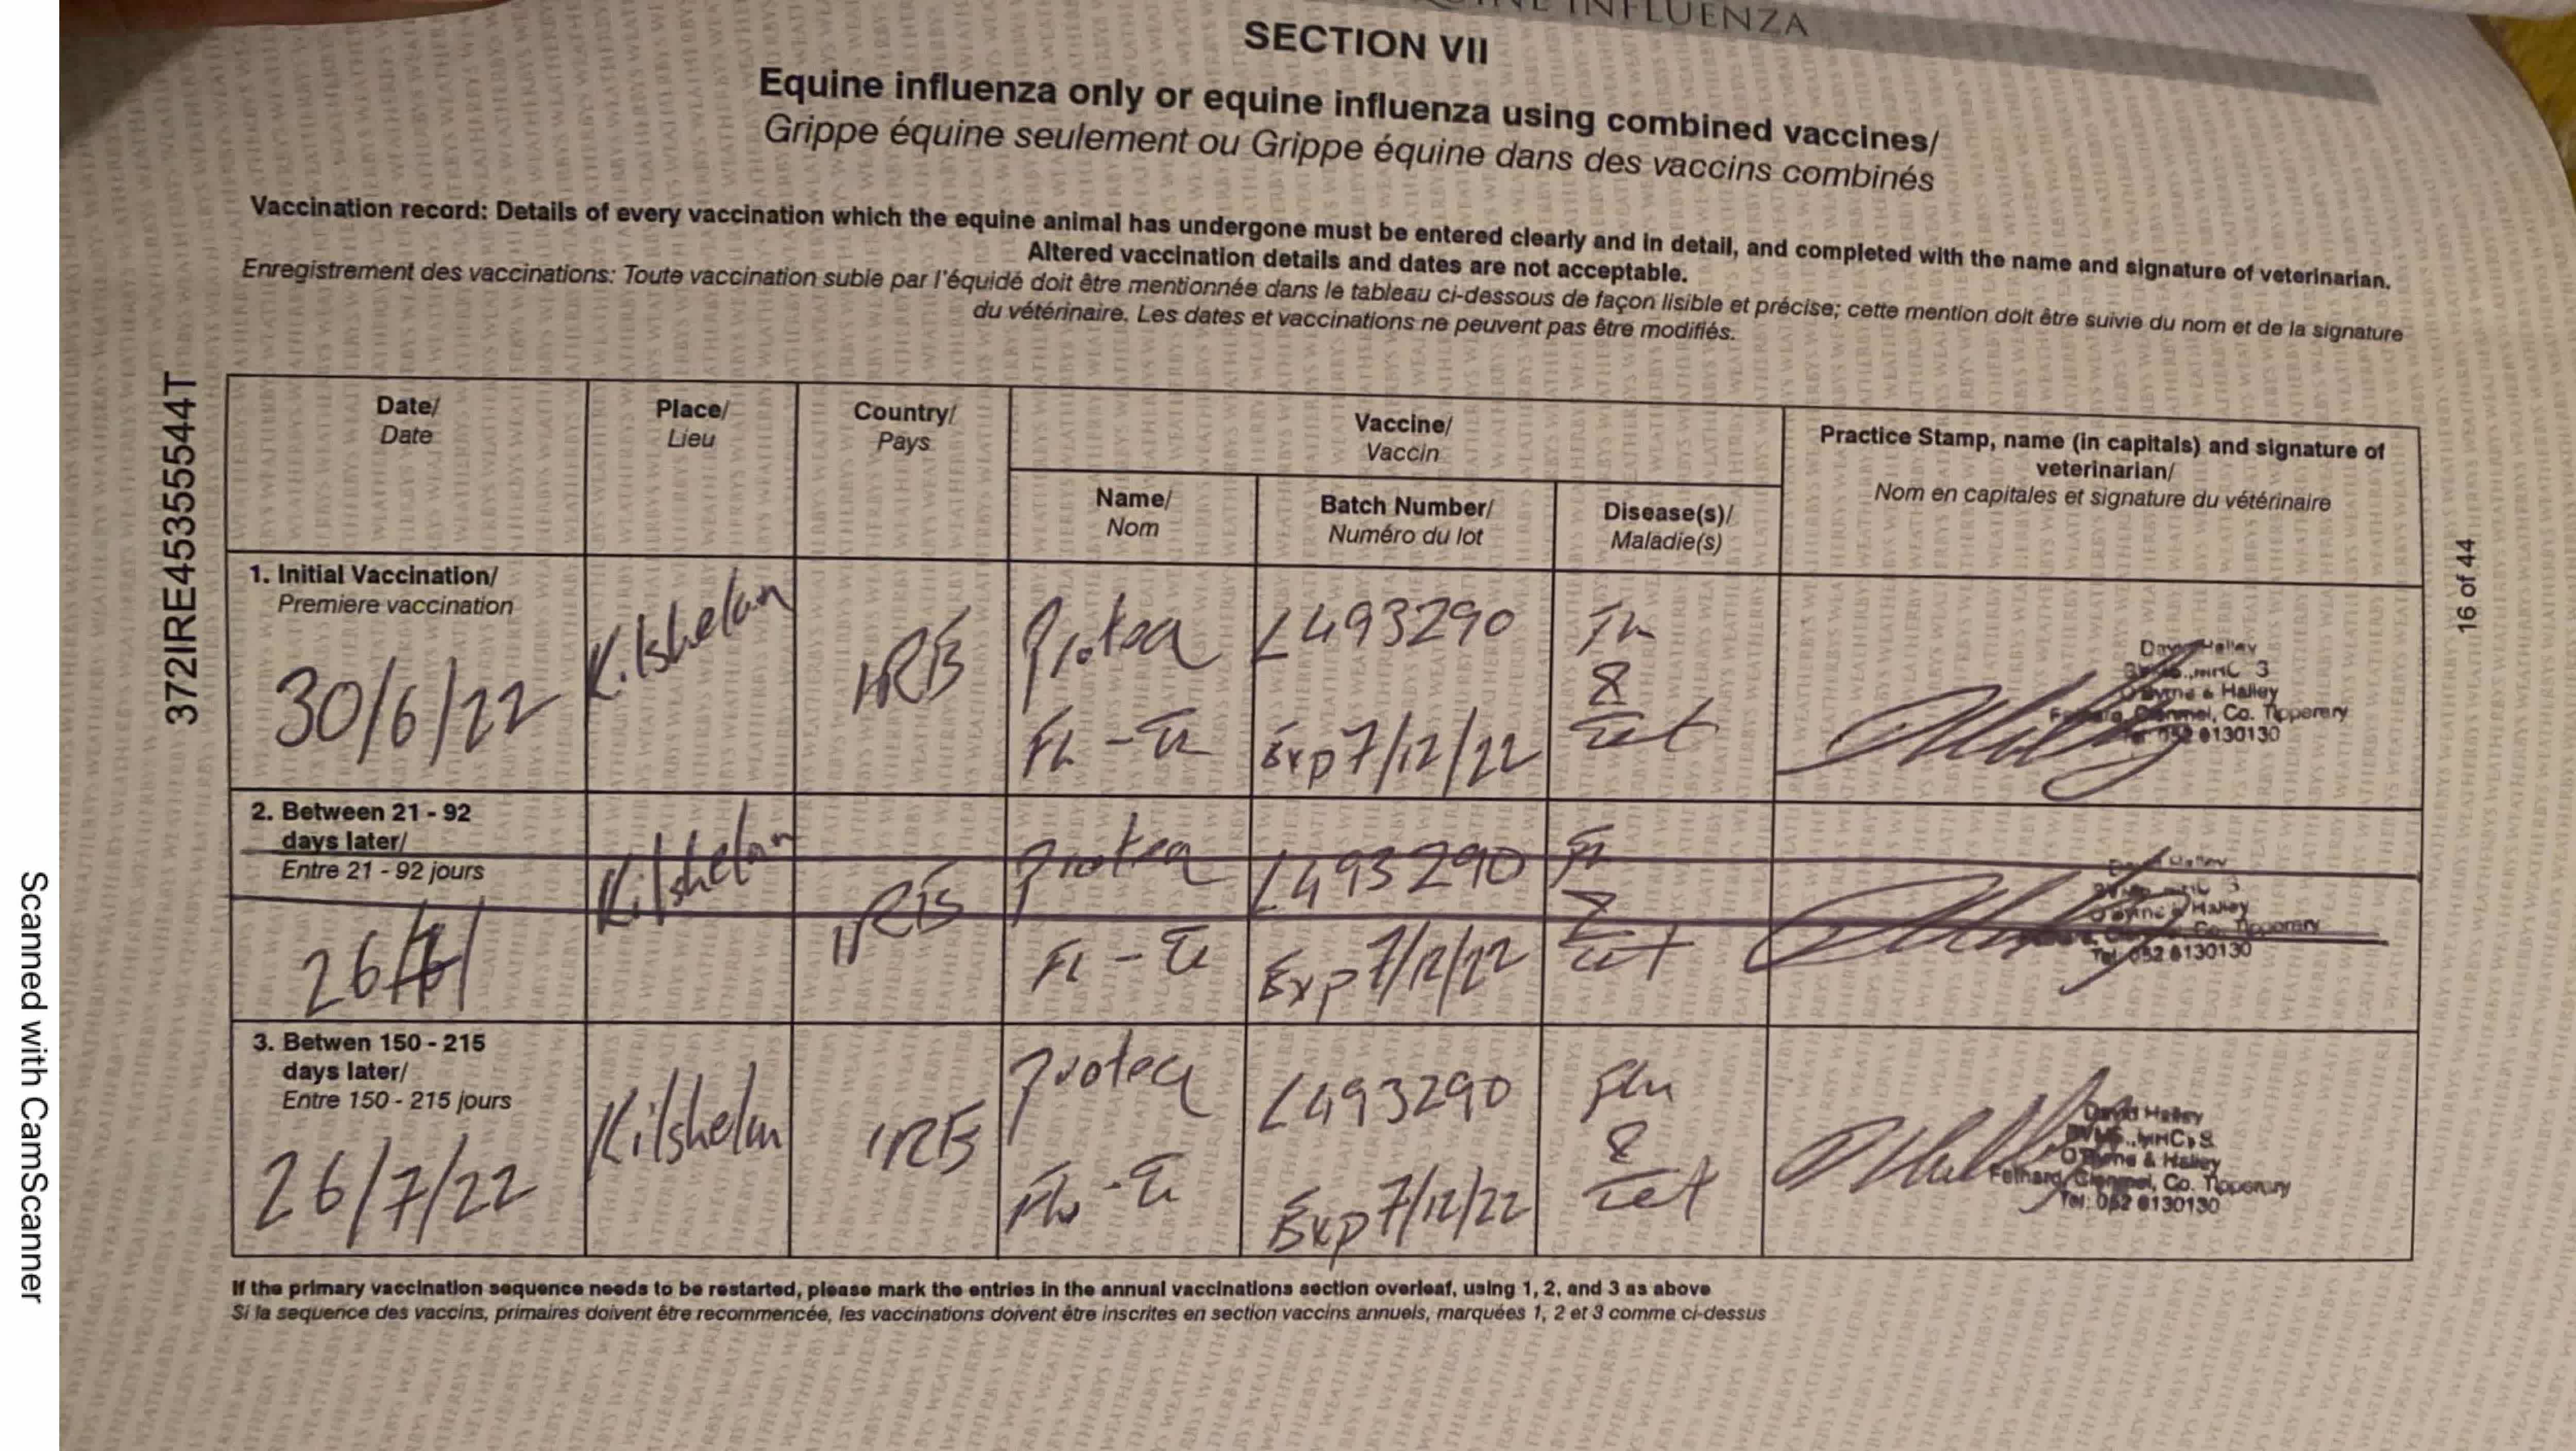 INE INFLUENZA
SECTION VII
Equine influenza only or equine influenza using combined vaccines/
Grippe équine seulement ou Grippe équine dans des vaccins combinés
Vaccination record: Details of every vaccination which the equine animal has undergone must be entered clearly and in detail, and completed with the name and signature of veterinarian.
Altered vaccination details and dates are not acceptable.
Enregistrement des vaccinations: Toute vaccination subie par l'équidé doit être mentionnée dans le tableau ci-dessous de façon lisible et précise; cette mention doit être suivie du nom et de la signature
du vétérinaire. Les dates et vaccinations ne peuvent pas être modifiés.
372IRE45355544T
Date/
Date
Place/
Lieu
Country/
Pays
Vaccine/
Vaccin
Name/
Nom
Batch Number/
Numéro du lot
Disease(s)/
Maladie(s)
Practice Stamp, name (in capitals) and signature of
veterinarian/
Nom en capitales et signature du vétérinaire
1. Initial Vaccination/
Premiere vaccination
30/6/22
Kilshelan
IRE
Protea
L493290
Exp 7/12/22
&
Tet
David Halley
O'Byrne & Halley
Fethard, Clonmel, Co. Tipperary
Tel: 052 6130130
2. Between 21 - 92
days later/
Entre 21 - 92 jours
26/
Kilshelan
IRE
Protea
L493290
Exp 7/12/22
Tet
O'Byrne & Halley
Co. Tipperary
Tel: 052 6130130
3. Betwen 150 - 215
days later/
Entre 150 - 215 jours
26/7/22
Kilshelan
IRE
Protea
L493290
Exp 7/12/22
Flu
&
Tet
David Halley
O'Byrne & Halley
Fethard, Clonmel, Co. Tipperary
Tel: 052 6130130
If the primary vaccination sequence needs to be restarted, please mark the entries in the annual vaccinations section overleaf, using 1, 2, and 3 as above
Si la sequence des vaccins, primaires doivent être recommencée, les vaccinations doivent être inscrites en section vaccins annuels, marquées 1, 2 et 3 comme ci-dessus
16 of 44
Scanned with CamScanner